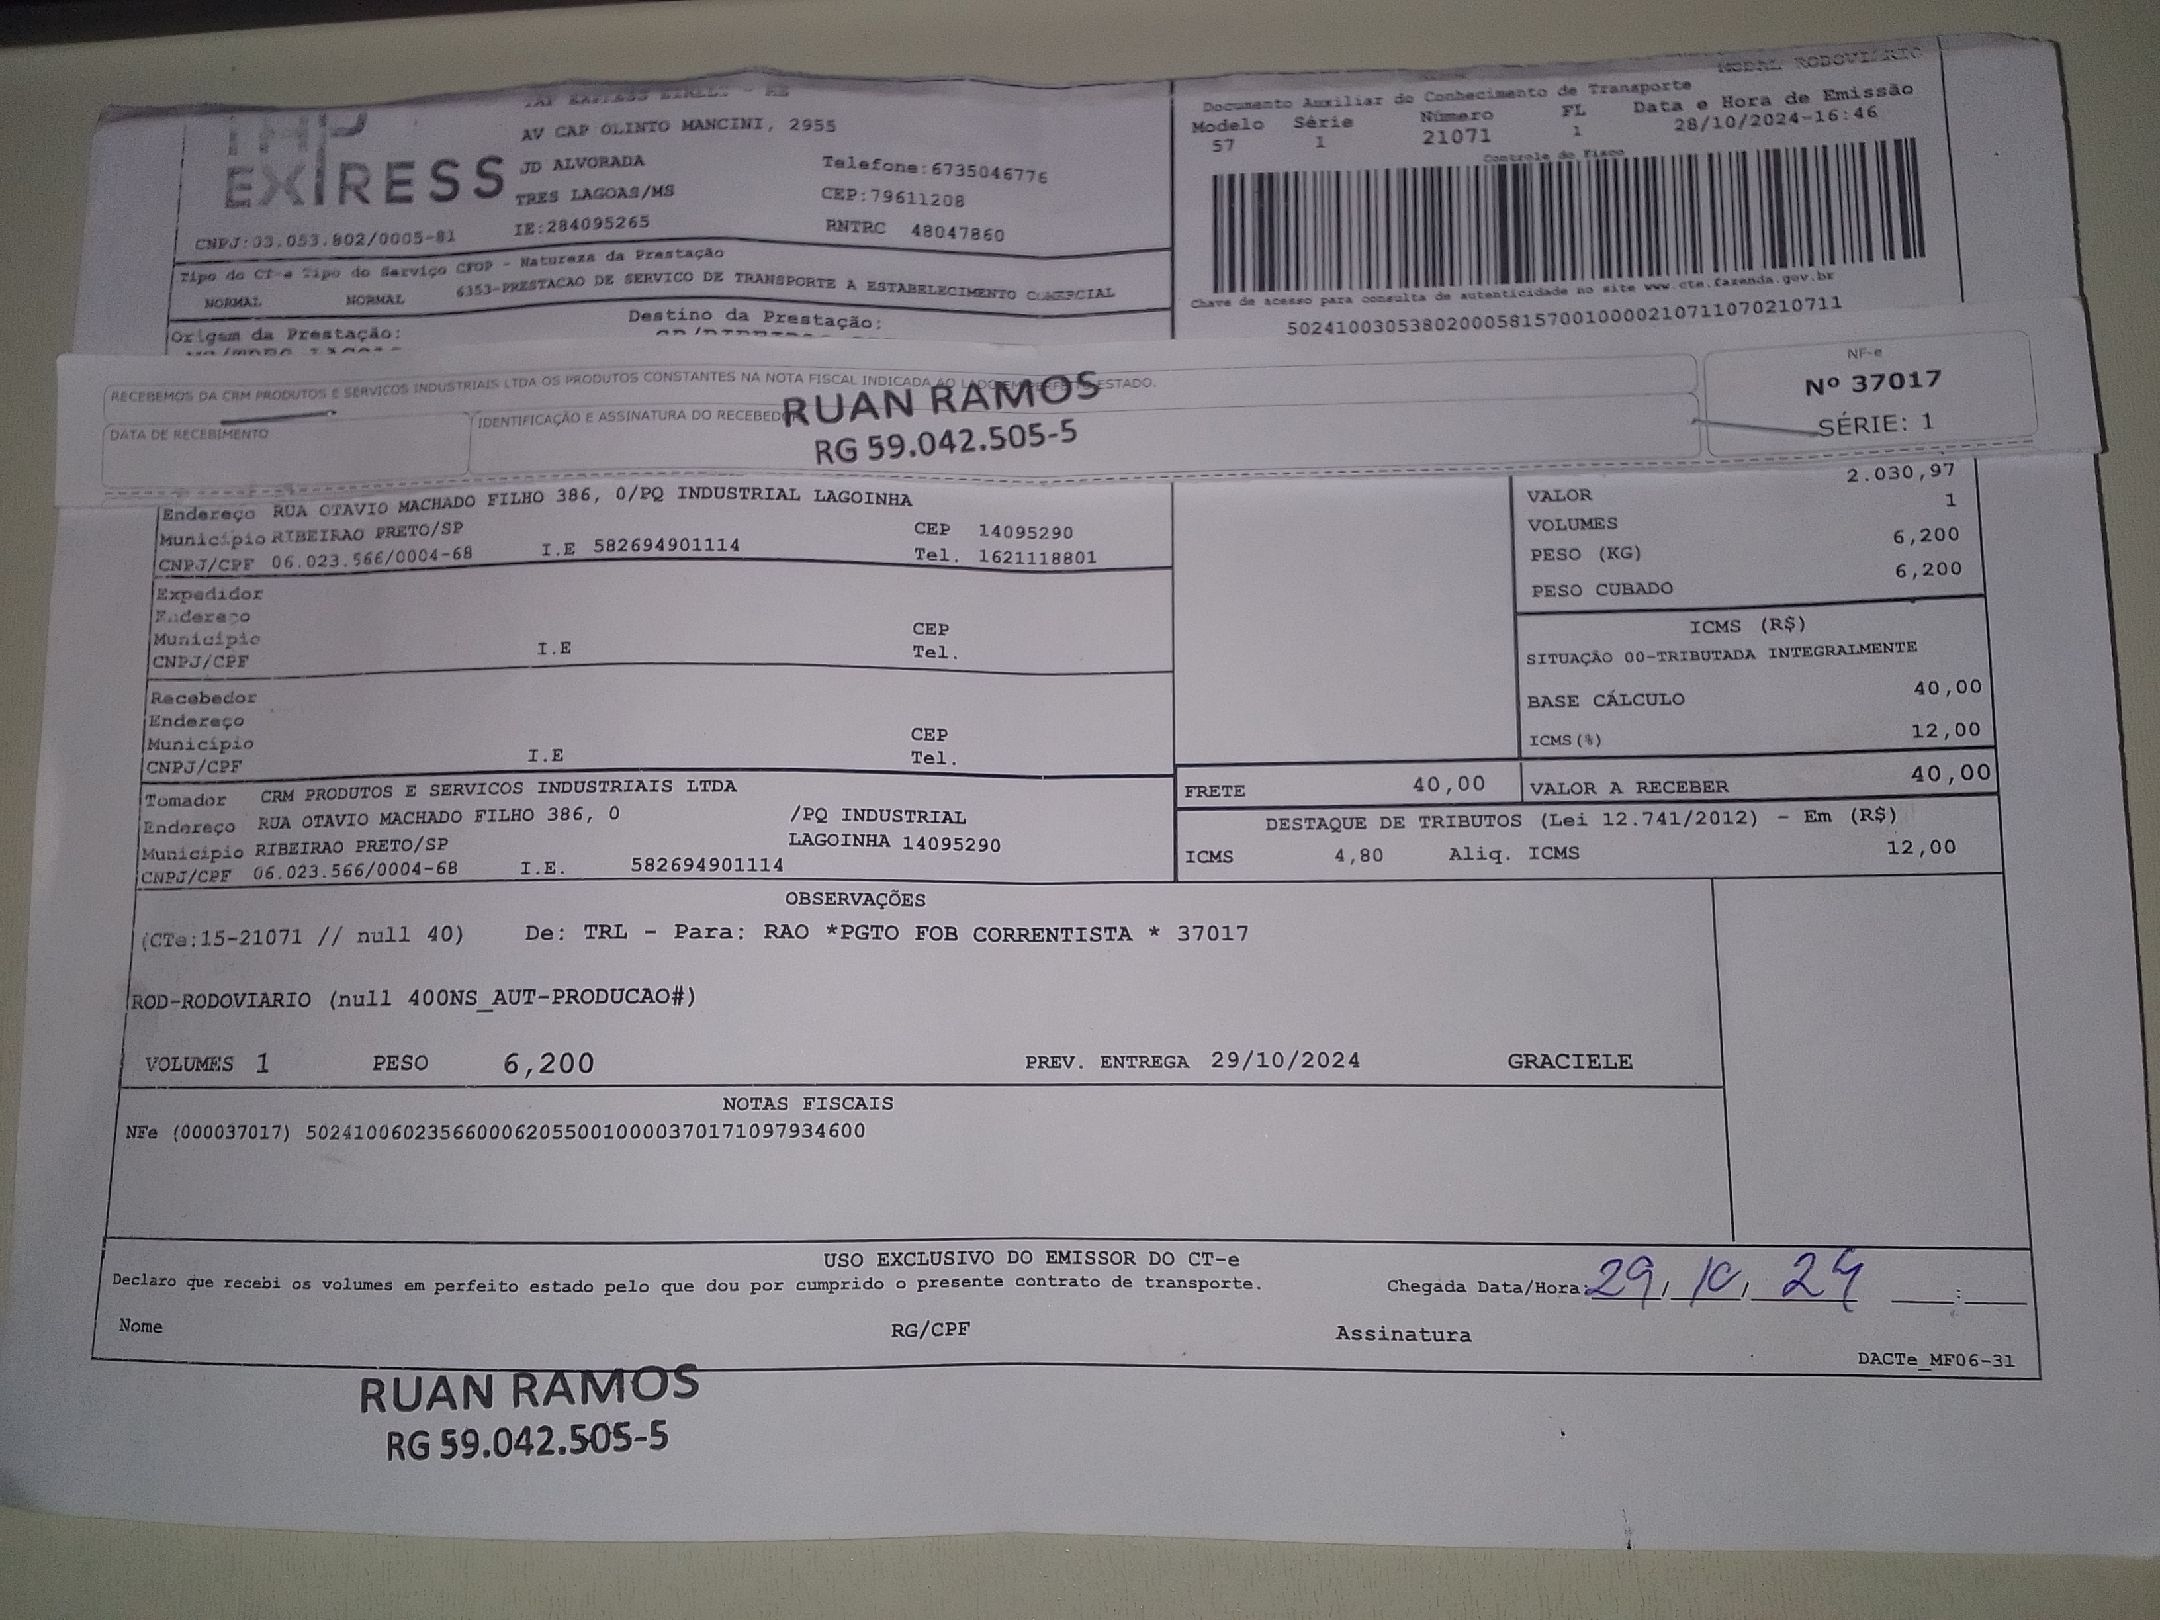 MODAL RODOVIÁRIO
EXPRESS
AV CAP OLINTO MANCINI, 2955
JD ALVORADA Telefone:6735046776
TRES LAGOAS/MS CEP:79611208
CNPJ:03.053.802/0005-81 IE:284095265 RNTRC 48047860
Tipo do CT-e Tipo do Serviço CFOP - Natureza da Prestação
NORMAL NORMAL 6353-PRESTACAO DE SERVICO DE TRANSPORTE A ESTABELECIMENTO COMERCIAL
Origem da Prestação: Destino da Prestação:
Documento Auxiliar do Conhecimento de Transporte
Modelo Série Número FL Data e Hora de Emissão
57 1 21071 1 28/10/2024-16:46
Controle do Fisco
Chave de acesso para consulta de autenticidade no site www.cte.fazenda.gov.br
50241003053802000581570010000210711070210711
RECEBEMOS DA CRM PRODUTOS E SERVICOS INDUSTRIAIS LTDA OS PRODUTOS CONSTANTES NA NOTA FISCAL INDICADA AO LADO EM PERFEITO ESTADO.
DATA DE RECEBIMENTO
IDENTIFICAÇÃO E ASSINATURA DO RECEBEDOR
RUAN RAMOS
RG 59.042.505-5
NF-e
Nº 37017
SÉRIE: 1
Endereço RUA OTAVIO MACHADO FILHO 386, 0/PQ INDUSTRIAL LAGOINHA
Município RIBEIRAO PRETO/SP CEP 14095290
CNPJ/CPF 06.023.566/0004-68 I.E 582694901114 Tel. 1621118801
Expedidor
Endereço
Município CEP
CNPJ/CPF I.E Tel.
Recebedor
Endereço
Município CEP
CNPJ/CPF I.E Tel.
Tomador CRM PRODUTOS E SERVICOS INDUSTRIAIS LTDA
Endereço RUA OTAVIO MACHADO FILHO 386, 0 /PQ INDUSTRIAL
Município RIBEIRAO PRETO/SP LAGOINHA 14095290
CNPJ/CPF 06.023.566/0004-68 I.E. 582694901114
VALOR 2.030,97
VOLUMES 1
PESO (KG) 6,200
PESO CUBADO 6,200
ICMS (R$)
SITUAÇÃO 00-TRIBUTADA INTEGRALMENTE
BASE CÁLCULO 40,00
ICMS(%) 12,00
FRETE 40,00 VALOR A RECEBER 40,00
DESTAQUE DE TRIBUTOS (Lei 12.741/2012) - Em (R$)
ICMS 4,80 Aliq. ICMS 12,00
OBSERVAÇÕES
(CTe:15-21071 // null 40) De: TRL - Para: RAO *PGTO FOB CORRENTISTA * 37017
ROD-RODOVIARIO (null 400NS_AUT-PRODUCAO#)
VOLUMES 1 PESO 6,200 PREV. ENTREGA 29/10/2024 GRACIELE
NOTAS FISCAIS
NFe (000037017) 50241006023566000620550010000370171097934600
USO EXCLUSIVO DO EMISSOR DO CT-e
Declaro que recebi os volumes em perfeito estado pelo que dou por cumprido o presente contrato de transporte. Chegada Data/Hora: 29/10/24 __:__
Nome RG/CPF Assinatura
DACTe_MF06-31
RUAN RAMOS
RG 59.042.505-5